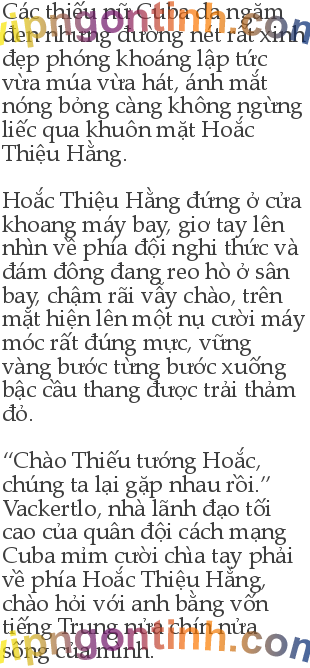 Các thiếu nữ Cuba da ngăm
đen nhưng đường nét rất xinh
đẹp phóng khoáng lập tức
vừa múa vừa hát, ánh mắt
nóng bỏng càng không ngừng
liếc qua khuôn mặt Hoắc
Thiệu Hằng.

Hoắc Thiệu Hằng đứng ở cửa
khoang máy bay, giơ tay lên
nhìn về phía đội nghi thức và
đám đông đang reo hò ở sân
bay, chậm rãi vẫy chào, trên
mặt hiện lên một nụ cười máy
móc rất đúng mực, vững
vàng bước từng bước xuống
bậc cầu thang được trải thảm
đỏ.

“Chào Thiếu tướng Hoắc,
chúng ta lại gặp nhau rồi.”
Vackertlo, nhà lãnh đạo tối
cao của quân đội cách mạng
Cuba mỉm cười chìa tay phải
về phía Hoắc Thiệu Hằng,
chào hỏi với anh bằng vốn
tiếng Trung nửa chín nửa
sống của mình.
vipngontinh.com
vipngontinh.com